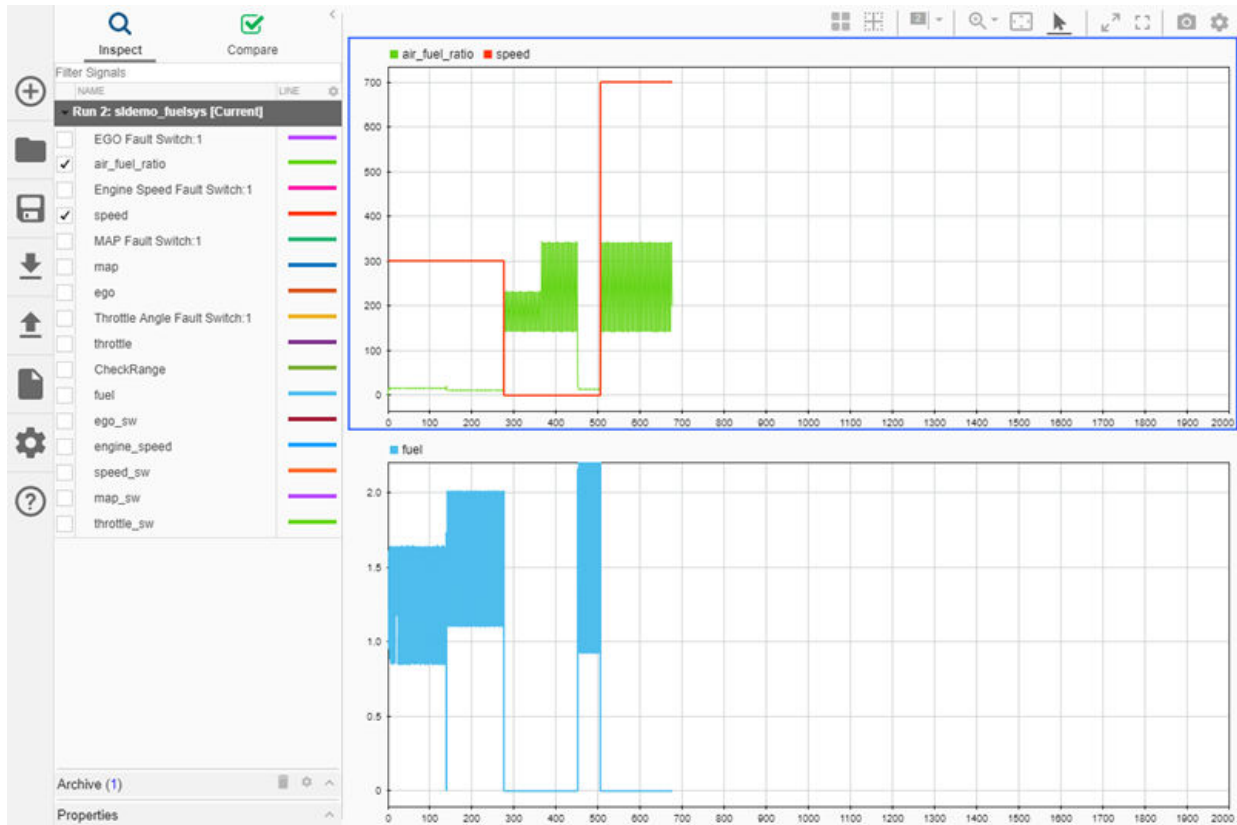 Inspect
Compare
Filter Signals
NAME LINE
Run 2: sldemo_fuelsys [Current]
EGO Fault Switch:1
air_fuel_ratio
Engine Speed Fault Switch:1
speed
MAP Fault Switch:1
map
ego
Throttle Angle Fault Switch:1
throttle
CheckRange
fuel
ego_sw
engine_speed
speed_sw
map_sw
throttle_sw
Archive (1)
Properties
2
air_fuel_ratio speed
700
600
500
400
300
200
100
0
0 100 200 300 400 500 600 700 800 900 1000 1100 1200 1300 1400 1500 1600 1700 1800 1900 2000
fuel
2.0
1.5
1.0
0.5
0
0 100 200 300 400 500 600 700 800 900 1000 1100 1200 1300 1400 1500 1600 1700 1800 1900 2000